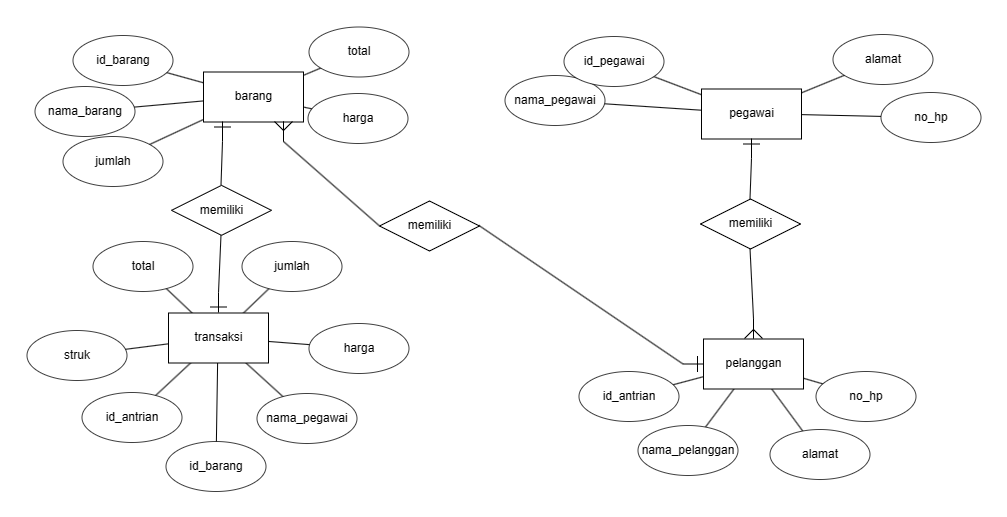 total
id_barang
barang
nama_barang
harga
jumlah
memiliki
total
jumlah
transaksi
struk
harga
id_antrian
nama_pegawai
id_barang
memiliki
id_pegawai
alamat
nama_pegawai
pegawai
no_hp
memiliki
pelanggan
id_antrian
no_hp
nama_pelanggan
alamat